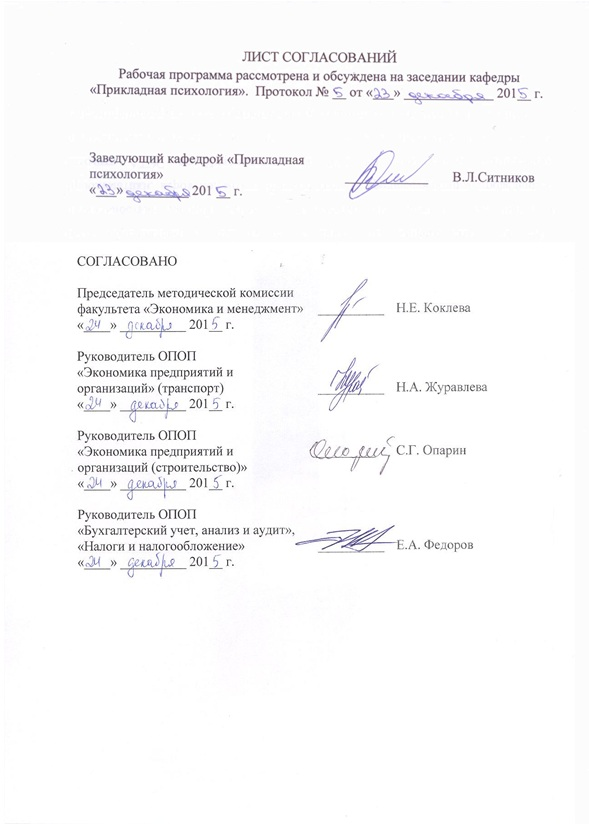 ЛИСТ СОГЛАСОВАНИЙ
Рабочая программа рассмотрена и обсуждена на заседании кафедры
«Прикладная психология». Протокол № 5 от «23» декабря 2015 г.
Заведующий кафедрой «Прикладная
психология»
«23» декабря 2015 г.
В.Л.Ситников
СОГЛАСОВАНО
Председатель методической комиссии
факультета «Экономика и менеджмент» Н.Е. Коклева
«24» декабря 2015 г.
Руководитель ОПОП
«Экономика предприятий и
организаций» (транспорт) Н.А. Журавлева
«24» декабря 2015 г.
Руководитель ОПОП
«Экономика предприятий и С.Г. Опарин
организаций (строительство)»
«24» декабря 2015 г.
Руководитель ОПОП
«Бухгалтерский учет, анализ и аудит»,
«Налоги и налогообложение» Е.А. Федоров
«24» декабря 2015 г.